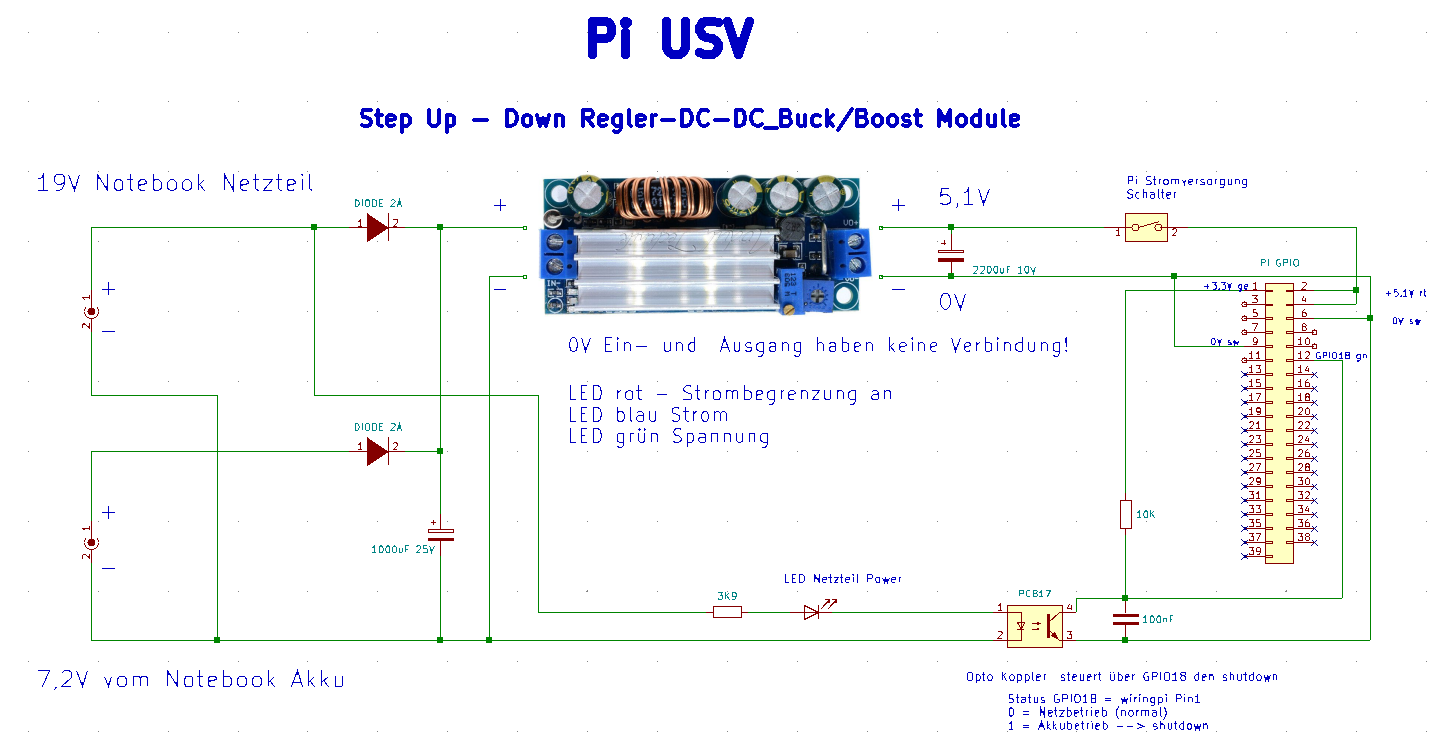 Pi USV
Step Up - Down Regler-DC-DC_Buck/Boost Module
19V Notebook Netzteil
DIODE 2A
1 2
+
-
+
-
5,1V
2200uF 10V
+
0V
Pi Stromversorgung
Schalter
1 2
VO+
IN-
0V Ein- und Ausgang haben keine Verbindung!
LED rot - Strombegrenzung an
LED blau Strom
LED grün Spannung
1
+
2
-
DIODE 2A
1 2
1
+
2
-
+
1000uF 25V
7,2V vom Notebook Akku
PI GPIO
+3,3V ge 1 2
3 4 +5,1V rt
5 6 0V sw
7 8
0V sw 9 10
11 12 GPIO18 gn
13 14
15 16
17 18
19 20
21 22
23 24
25 26
27 28
29 30
31 32
33 34
35 36
37 38
39
10K
LED Netzteil Power
3K9
PC817
1 4
2 3
100nF
Opto Koppler steuert über GPIO18 den shutdown
Status GPIO18 = wiringpi Pin1
0 = Netzbetrieb (normal)
1 = Akkubetrieb --> shutdown